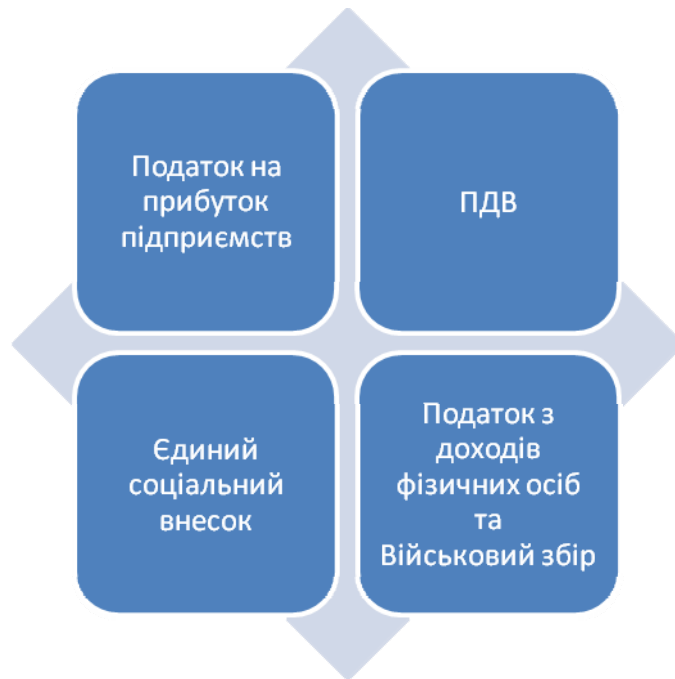 Податок на
прибуток
підприємств
ПДВ
Єдиний
соціальний
внесок
Податок з
доходів
фізичних осіб
та
Військовий збір